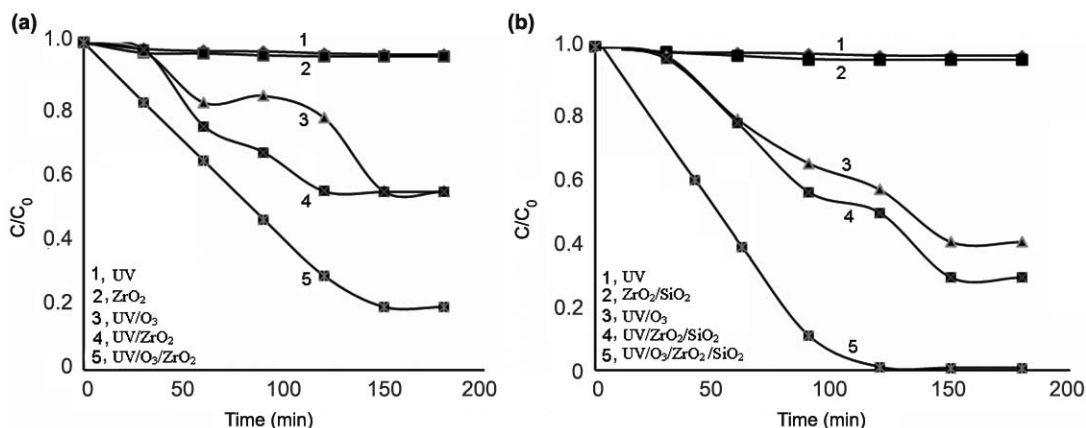 (a)
1.0
0.8
0.6
0.4
0.2
0
C/C₀
1
2
3
4
5
1, UV
2, ZrO₂
3, UV/O₃
4, UV/ZrO₂
5, UV/O₃/ZrO₂
0
50
100
150
200
Time (min)
(b)
1.0
0.8
0.6
0.4
0.2
0
C/C₀
1
2
3
4
5
1, UV
2, ZrO₂/SiO₂
3, UV/O₃
4, UV/ZrO₂/SiO₂
5, UV/O₃/ZrO₂/SiO₂
0
50
100
150
200
Time (min)